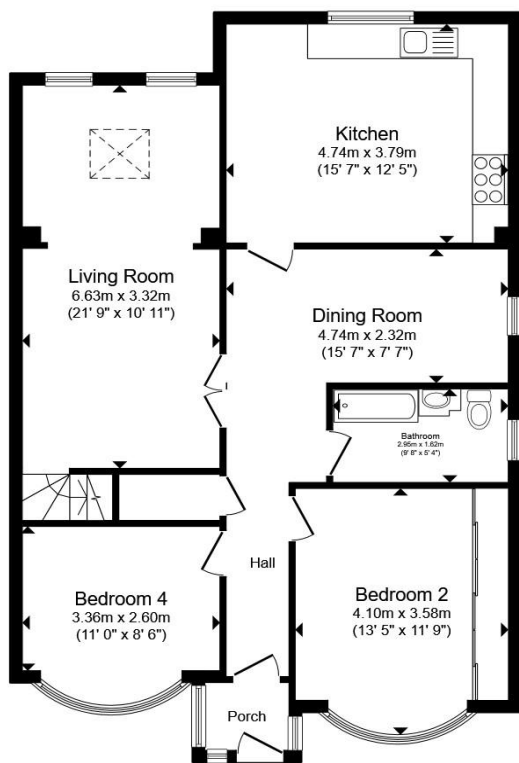 Kitchen
4.74m x 3.79m
(15' 7" x 12' 5")
Living Room
6.63m x 3.32m
(21' 9" x 10' 11")
Dining Room
4.74m x 2.32m
(15' 7" x 7' 7")
Bathroom
2.95m x 1.62m
(9' 8" x 5' 4")
Hall
Bedroom 4
3.36m x 2.60m
(11' 0" x 8' 6")
Bedroom 2
4.10m x 3.58m
(13' 5" x 11' 9")
Porch